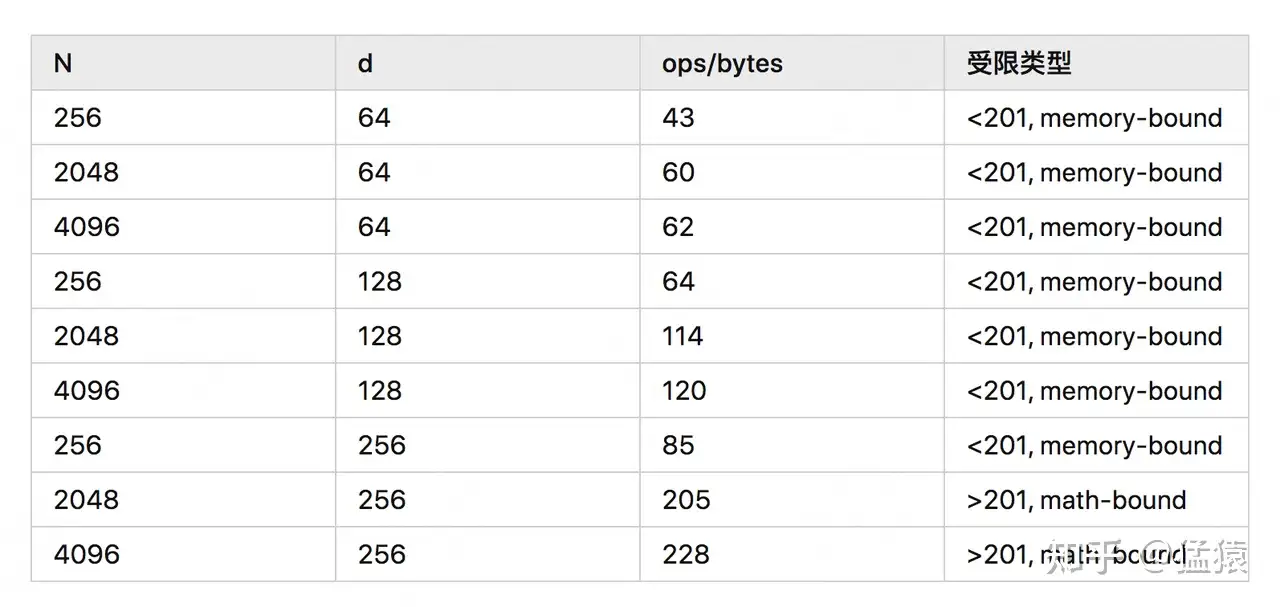 N d ops/bytes 受限类型
256 64 43 <201, memory-bound
2048 64 60 <201, memory-bound
4096 64 62 <201, memory-bound
256 128 64 <201, memory-bound
2048 128 114 <201, memory-bound
4096 128 120 <201, memory-bound
256 256 85 <201, memory-bound
2048 256 205 >201, math-bound
4096 256 228 >201, math-bound
知乎 @猛猿